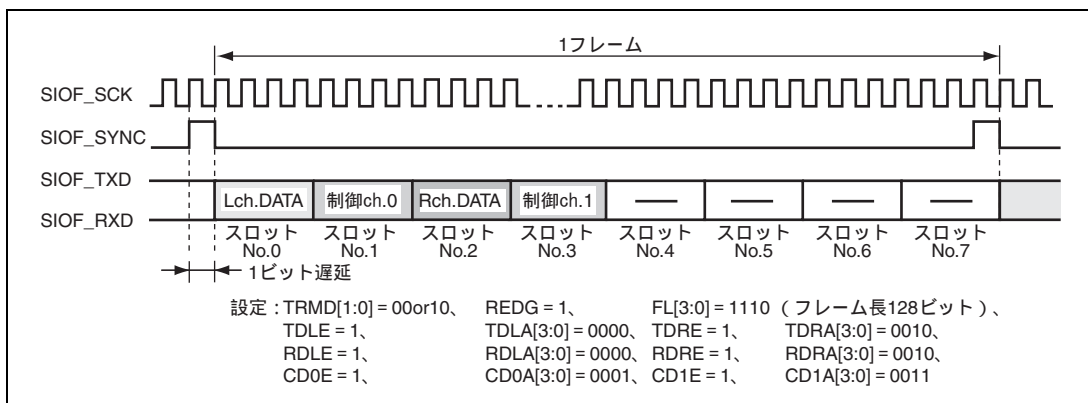 1フレーム
SIOF_SCK
SIOF_SYNC
SIOF_TXD
SIOF_RXD
Lch.DATA 制御ch.0 Rch.DATA 制御ch.1 — — — —
スロット スロット スロット スロット スロット スロット スロット スロット
No.0 No.1 No.2 No.3 No.4 No.5 No.6 No.7
1ビット遅延
設定：TRMD[1:0] = 00or10、 REDG = 1、 FL[3:0] = 1110 （フレーム長128ビット）、
TDLE = 1、 TDLA[3:0] = 0000、 TDRE = 1、 TDRA[3:0] = 0010、
RDLE = 1、 RDLA[3:0] = 0000、 RDRE = 1、 RDRA[3:0] = 0010、
CD0E = 1、 CD0A[3:0] = 0001、 CD1E = 1、 CD1A[3:0] = 0011